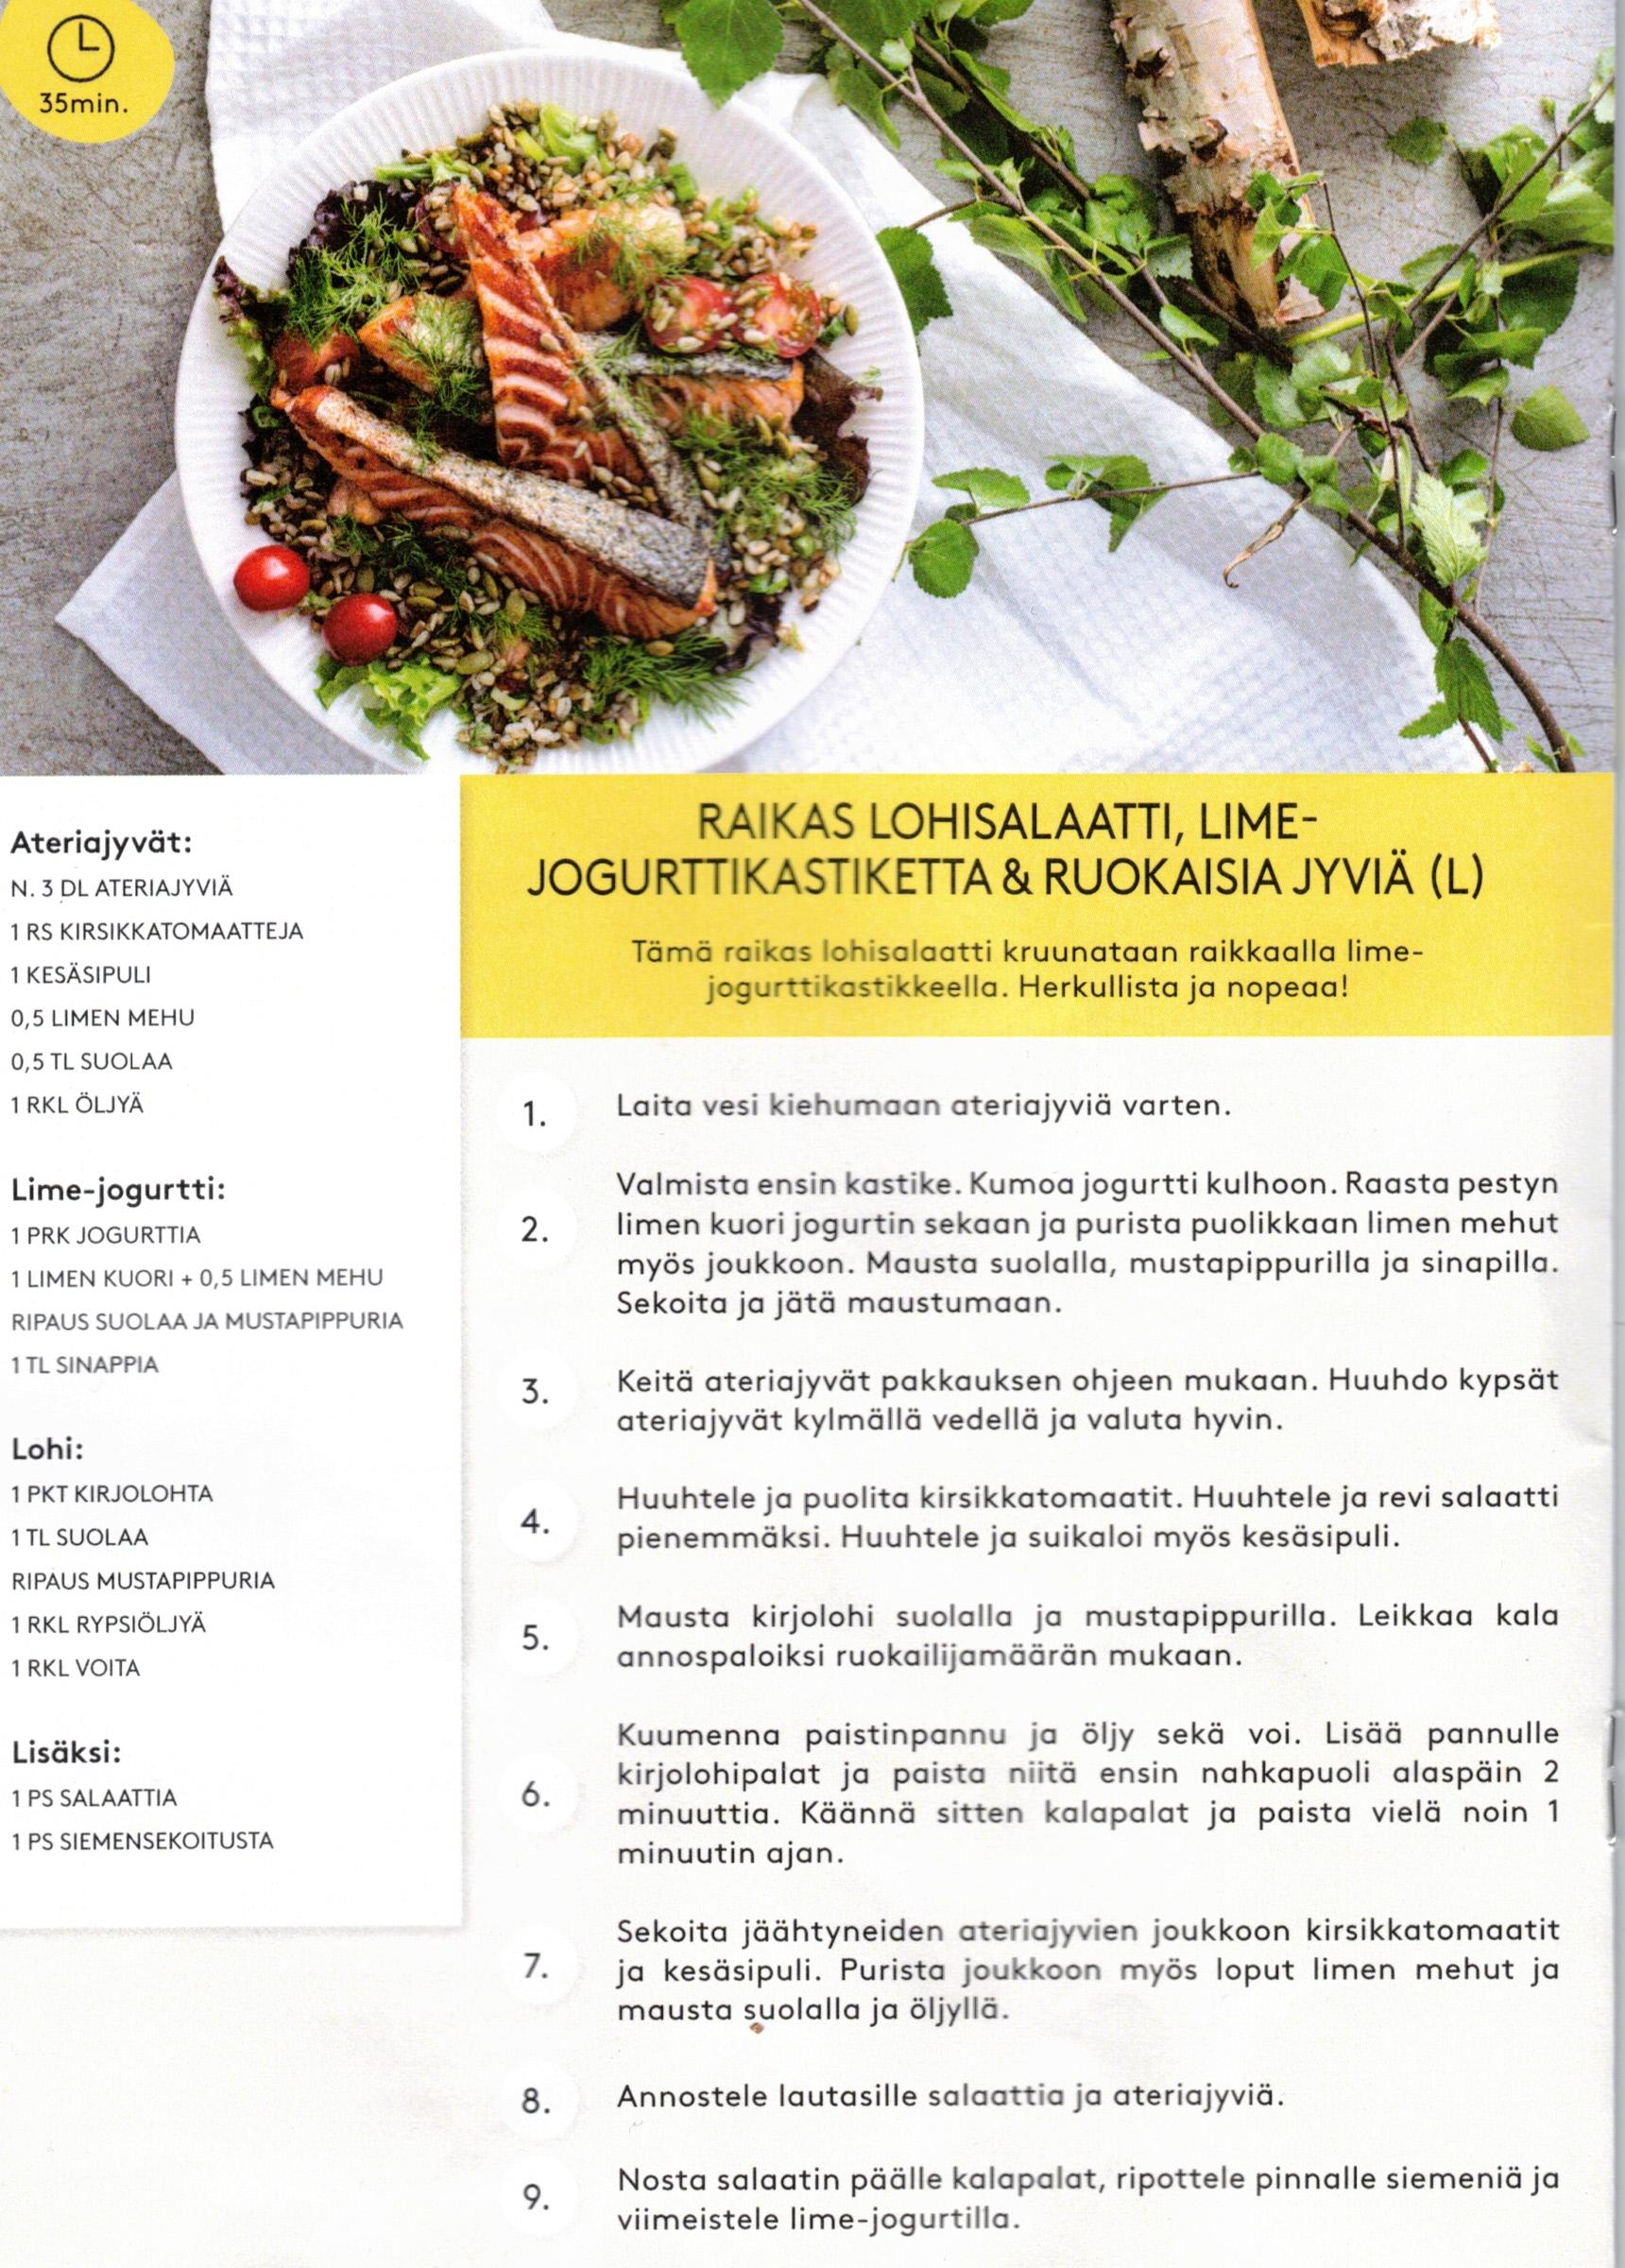 35min.
Ateriajyvät:
N. 3 DL ATERIAJYVIÄ
1 RS KIRSIKKATOMAATTEJA
1 KESÄSIPULI
0,5 LIMEN MEHU
0,5 TL SUOLAA
1 RKL ÖLJYÄ
Lime-jogurtti:
1 PRK JOGURTTIA
1 LIMEN KUORI + 0,5 LIMEN MEHU
RIPAUS SUOLAA JA MUSTAPIPPURIA
1 TL SINAPPIA
Lohi:
1 PKT KIRJOLOHTA
1 TL SUOLAA
RIPAUS MUSTAPIPPURIA
1 RKL RYPSIÖLJYÄ
1 RKL VOITA
Lisäksi:
1 PS SALAATTIA
1 PS SIEMENSEKOITUSTA
RAIKAS LOHISALAATTI, LIME-
JOGURTTIKASTIKETTA & RUOKAISIA JYVIÄ (L)
Tämä raikas lohisalaatti kruunataan raikkaalla lime-
jogurttikastikkeella. Herkullista ja nopeaa!
1. Laita vesi kiehumaan ateriajyviä varten.
2. Valmista ensin kastike. Kumoa jogurtti kulhoon. Raasta pestyn
limen kuori jogurtin sekaan ja purista puolikkaan limen mehut
myös joukkoon. Mausta suolalla, mustapippurilla ja sinapilla.
Sekoita ja jätä maustumaan.
3. Keitä ateriajyvät pakkauksen ohjeen mukaan. Huuhdo kypsät
ateriajyvät kylmällä vedellä ja valuta hyvin.
4. Huuhtele ja puolita kirsikkatomaatit. Huuhtele ja revi salaatti
pienemmäksi. Huuhtele ja suikaloi myös kesäsipuli.
5. Mausta kirjolohi suolalla ja mustapippurilla. Leikkaa kala
annospaloiksi ruokailijamäärän mukaan.
6. Kuumenna paistinpannu ja öljy sekä voi. Lisää pannulle
kirjolohipalat ja paista niitä ensin nahkapuoli alaspäin 2
minuuttia. Käännä sitten kalapalat ja paista vielä noin 1
minuutin ajan.
7. Sekoita jäähtyneiden ateriajyvien joukkoon kirsikkatomaatit
ja kesäsipuli. Purista joukkoon myös loput limen mehut ja
mausta suolalla ja öljyllä.
8. Annostele lautasille salaattia ja ateriajyviä.
9. Nosta salaatin päälle kalapalat, ripottele pinnalle siemeniä ja
viimeistele lime-jogurtilla.